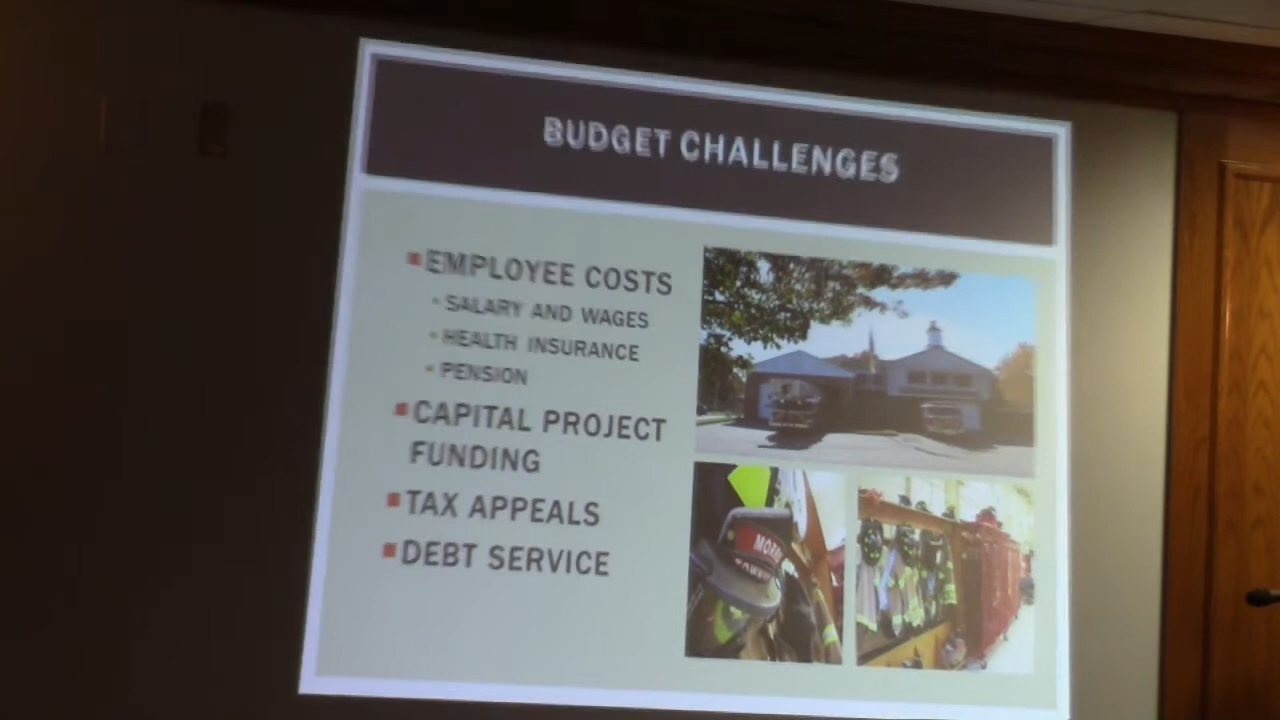 BUDGET CHALLENGES
EMPLOYEE COSTS
SALARY AND WAGES
HEALTH INSURANCE
PENSION
CAPITAL PROJECT
FUNDING
TAX APPEALS
DEBT SERVICE